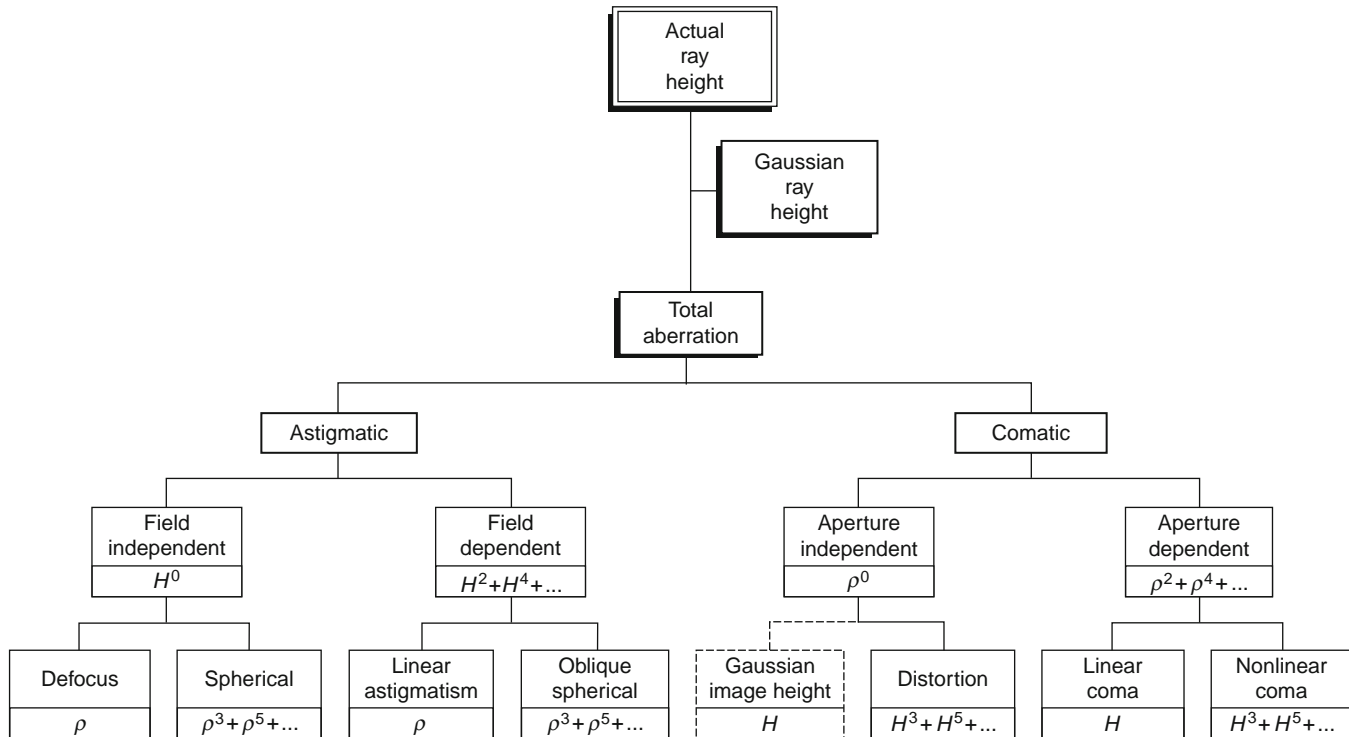 Actual
ray
height
Gaussian
ray
height
Total
aberration
Astigmatic
Comatic
Field
independent
H⁰
Field
dependent
H²+H⁴+...
Aperture
independent
ρ⁰
Aperture
dependent
ρ²+ρ⁴+...
Defocus
ρ
Spherical
ρ³+ρ⁵+...
Linear
astigmatism
ρ
Oblique
spherical
ρ³+ρ⁵+...
Gaussian
image height
H
Distortion
H³+H⁵+...
Linear
coma
H
Nonlinear
coma
H³+H⁵+...